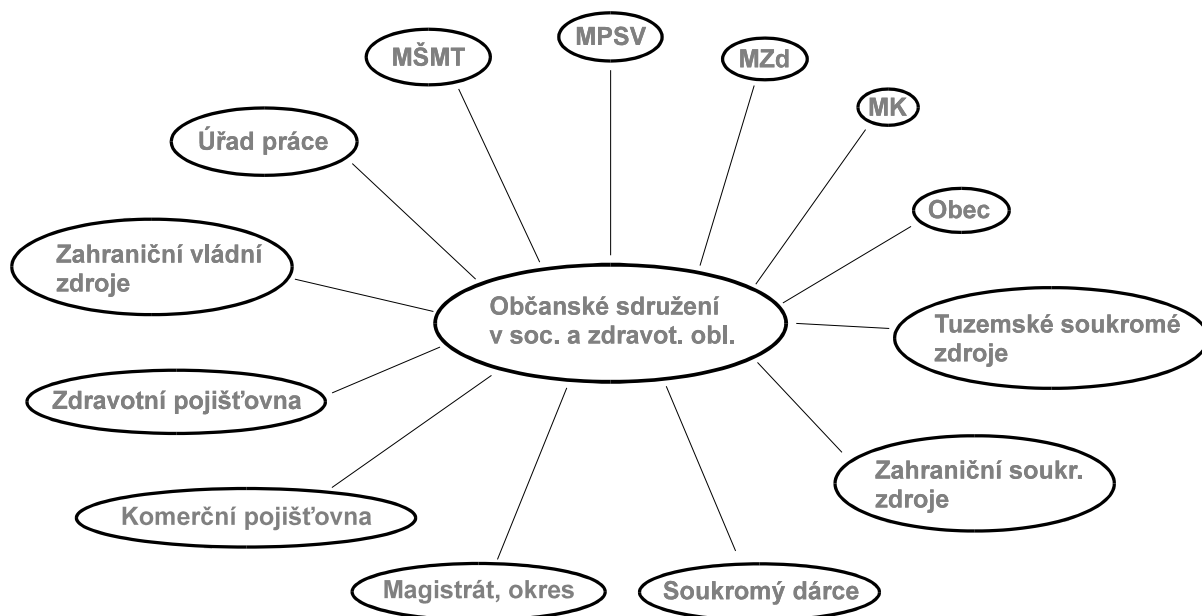 MPSV
MŠMT
MZd
MK
Úřad práce
Obec
Zahraniční vládní
zdroje
Občanské sdružení
v soc. a zdravot. obl.
Tuzemské soukromé
zdroje
Zdravotní pojišťovna
Zahraniční soukr.
zdroje
Komerční pojišťovna
Magistrát, okres
Soukromý dárce